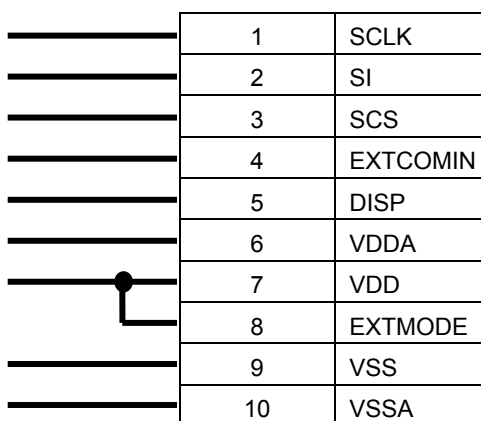 1 SCLK
2 SI
3 SCS
4 EXTCOMIN
5 DISP
6 VDDA
7 VDD
8 EXTMODE
9 VSS
10 VSSA